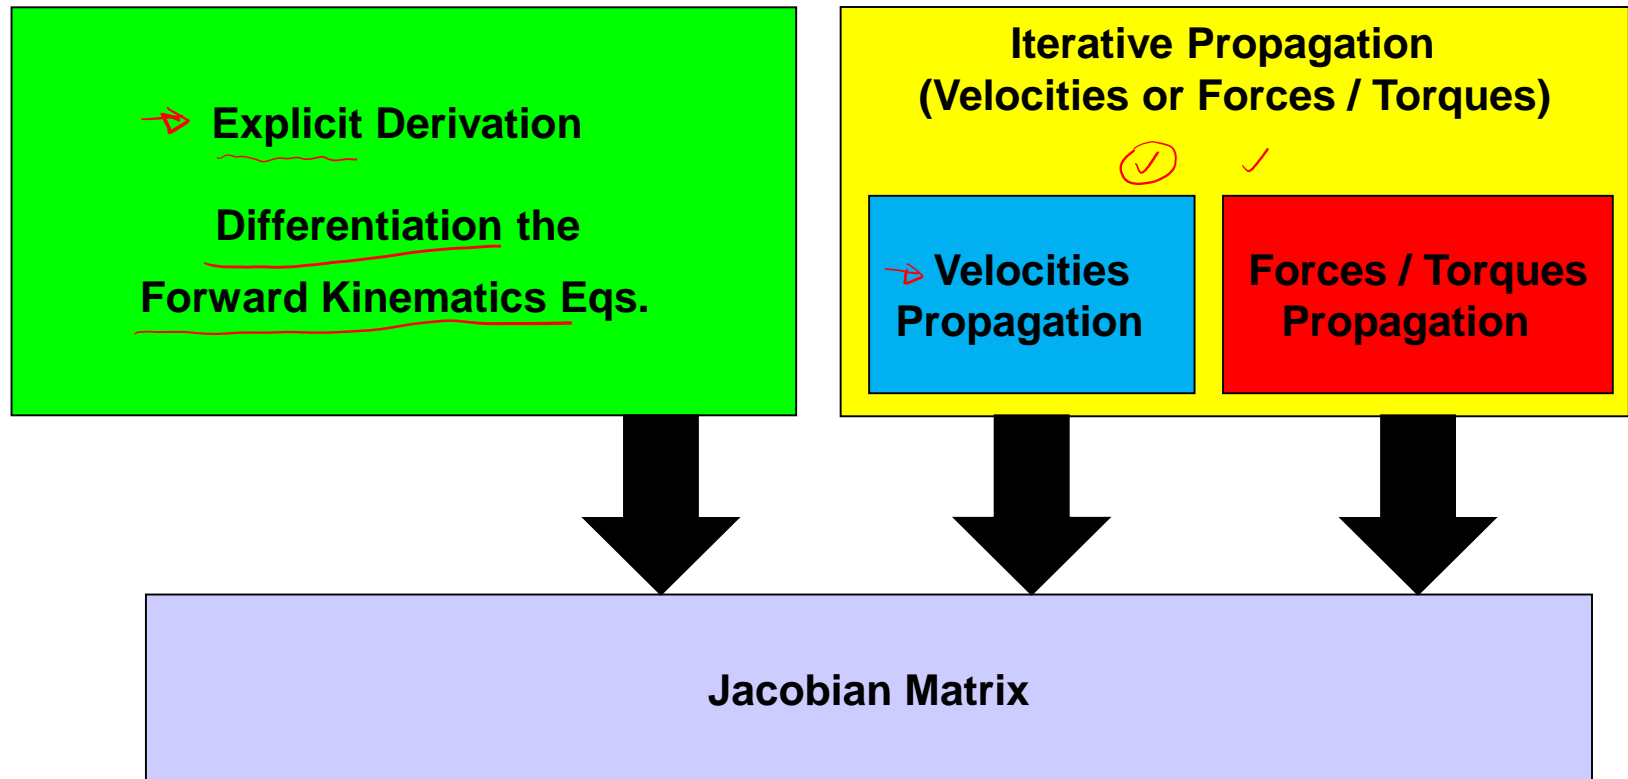 Explicit Derivation
Differentiation the
Forward Kinematics Eqs.
Iterative Propagation
(Velocities or Forces / Torques)
Velocities
Propagation
Forces / Torques
Propagation
Jacobian Matrix